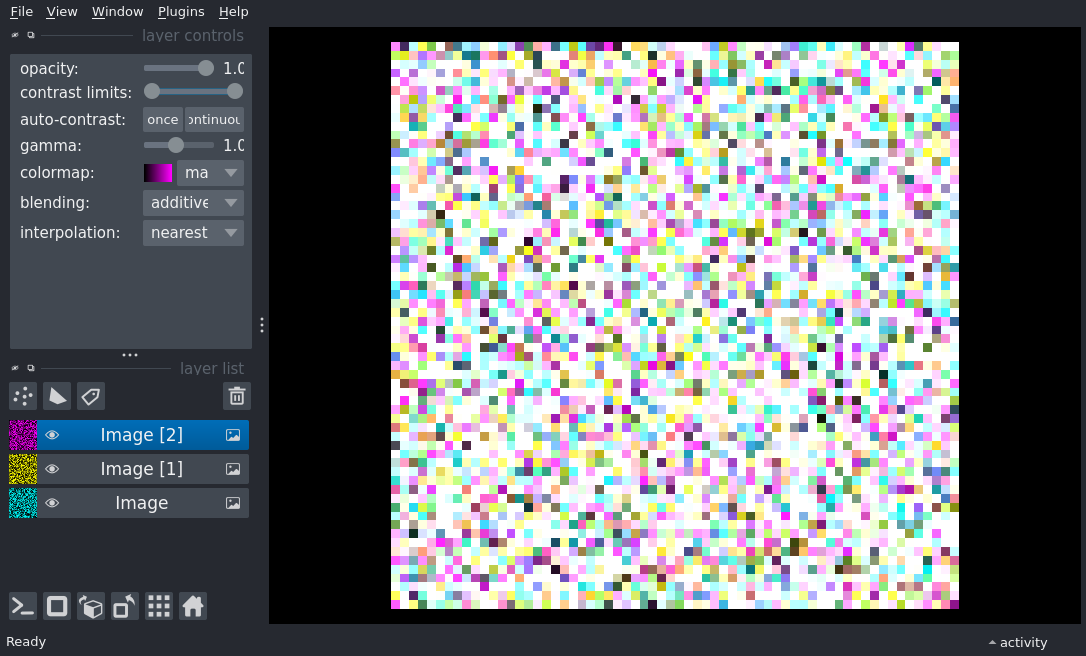 File View Window Plugins Help
layer controls
opacity: 1.0
contrast limits:
auto-contrast: once ontinuou
gamma: 1.0
colormap: ma
blending: additive
interpolation: nearest
layer list
Image [2]
Image [1]
Image
Ready
activity